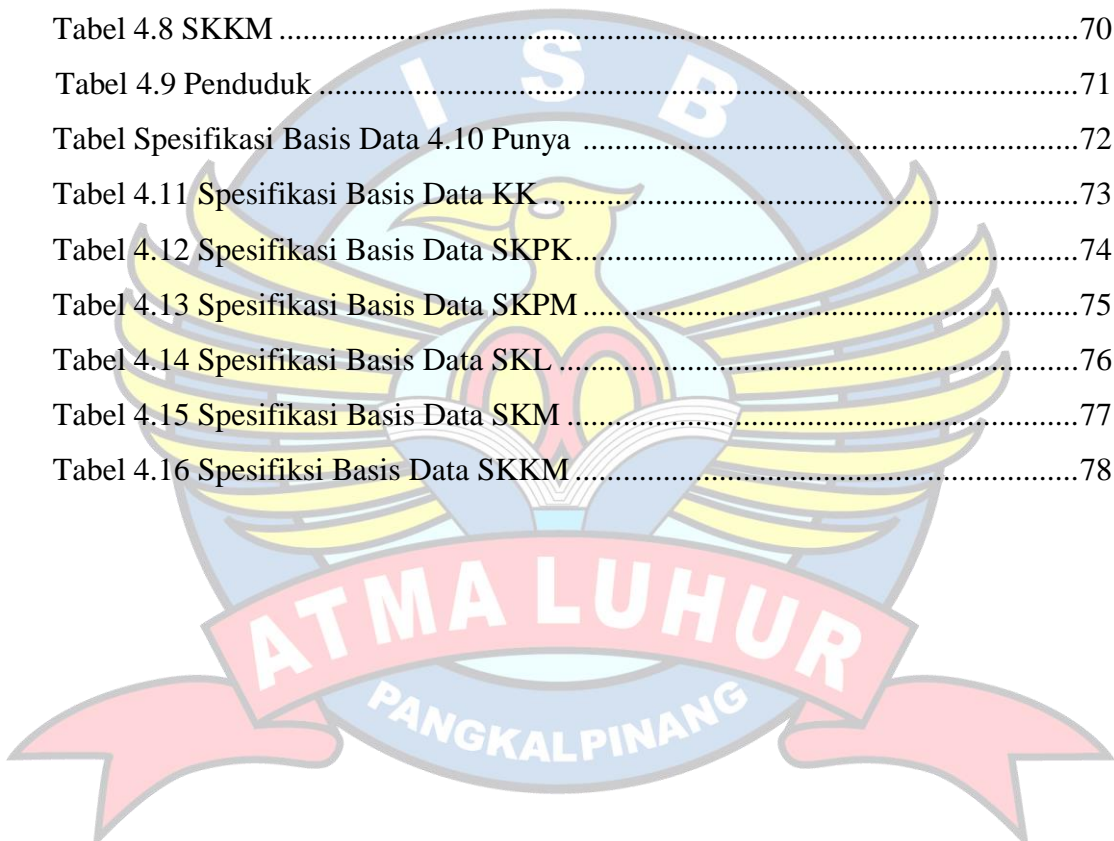 Tabel 4.8 SKKM ....................................................................................70
Tabel 4.9 Penduduk ..............................................................................71
Tabel Spesifikasi Basis Data 4.10 Punya ...................................................72
Tabel 4.11 Spesifikasi Basis Data KK .......................................................73
Tabel 4.12 Spesifikasi Basis Data SKPK...................................................74
Tabel 4.13 Spesifikasi Basis Data SKPM ..................................................75
Tabel 4.14 Spesifikasi Basis Data SKL .....................................................76
Tabel 4.15 Spesifikasi Basis Data SKM ....................................................77
Tabel 4.16 Spesifiksi Basis Data SKKM ...................................................78
I S B
ATMA LUHUR
PANGKALPINANG